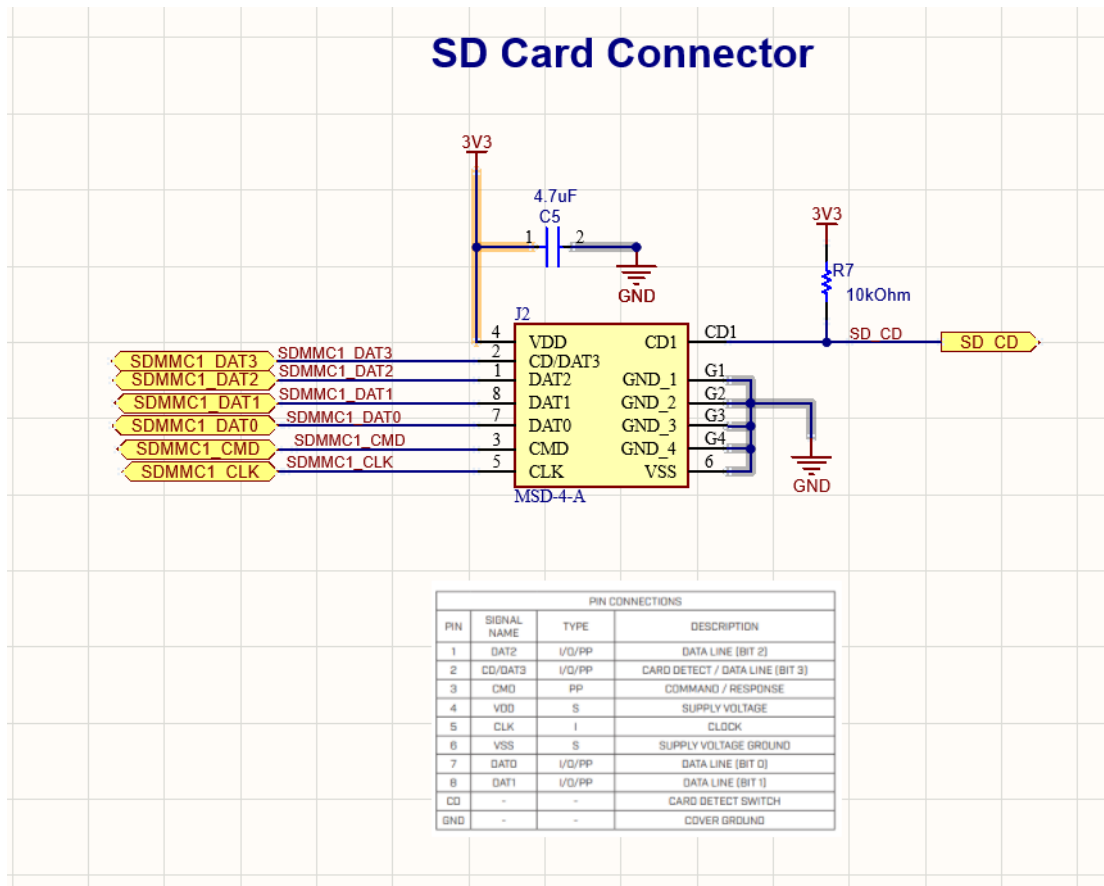 SD Card Connector
3V3
4.7uF
C5
1 2
GND
3V3
R7
10kOhm
J2
SDMMC1_DAT3 SDMMC1_DAT3 4 VDD CD1 CD1 SD_CD SD_CD
SDMMC1_DAT2 SDMMC1_DAT2 2 CD/DAT3
1 DAT2 GND_1 G1
SDMMC1_DAT1 SDMMC1_DAT1 8 DAT1 GND_2 G2
SDMMC1_DAT0 SDMMC1_DAT0 7 DAT0 GND_3 G3
SDMMC1_CMD SDMMC1_CMD 3 CMD GND_4 G4
SDMMC1_CLK SDMMC1_CLK 5 CLK VSS 6
MSD-4-A
GND
PIN CONNECTIONS
PIN SIGNAL NAME TYPE DESCRIPTION
1 DAT2 I/O/PP DATA LINE (BIT 2)
2 CD/DAT3 I/O/PP CARD DETECT / DATA LINE (BIT 3)
3 CMD PP COMMAND / RESPONSE
4 VDD S SUPPLY VOLTAGE
5 CLK I CLOCK
6 VSS S SUPPLY VOLTAGE GROUND
7 DAT0 I/O/PP DATA LINE (BIT 0)
8 DAT1 I/O/PP DATA LINE (BIT 1)
CD - - CARD DETECT SWITCH
GND - - COVER GROUND